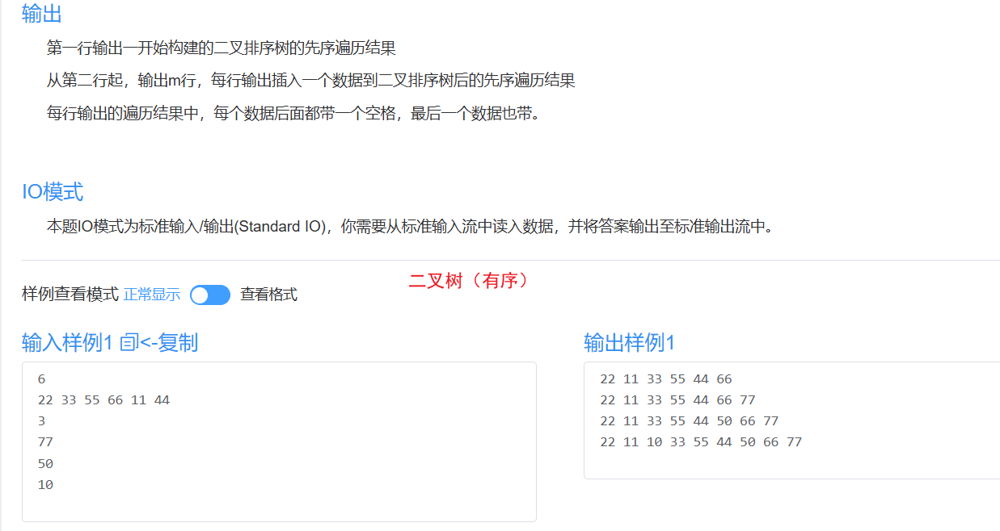 输出
第一行输出一开始构建的二叉排序树的先序遍历结果
从第二行起，输出m行，每行输出插入一个数据到二叉排序树后的先序遍历结果
每行输出的遍历结果中，每个数据后面都带一个空格，最后一个数据也带。
IO模式
本题IO模式为标准输入/输出(Standard IO)，你需要从标准输入流中读入数据，并将答案输出至标准输出流中。
二叉树（有序）
样例查看模式 正常显示 查看格式
输入样例1 <-复制
6
22 33 55 66 11 44
3
77
50
10
输出样例1
22 11 33 55 44 66
22 11 33 55 44 66 77
22 11 33 55 44 50 66 77
22 11 10 33 55 44 50 66 77